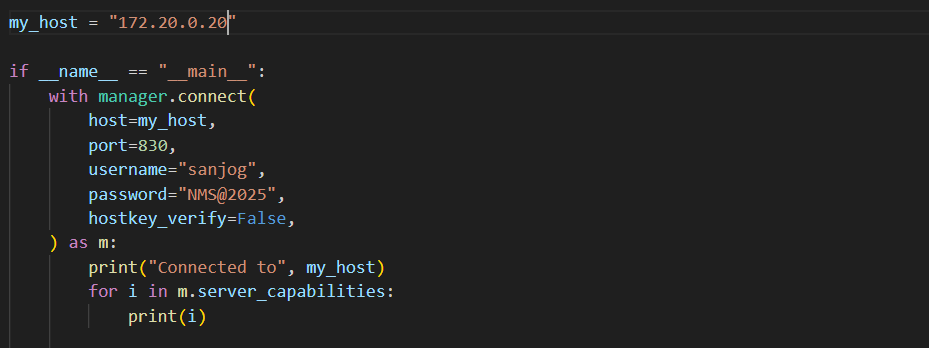 my_host = "172.20.0.20"
if __name__ == "__main__":
    with manager.connect(
        host=my_host,
        port=830,
        username="sanjog",
        password="NMS@2025",
        hostkey_verify=False,
    ) as m:
        print("Connected to", my_host)
        for i in m.server_capabilities:
            print(i)